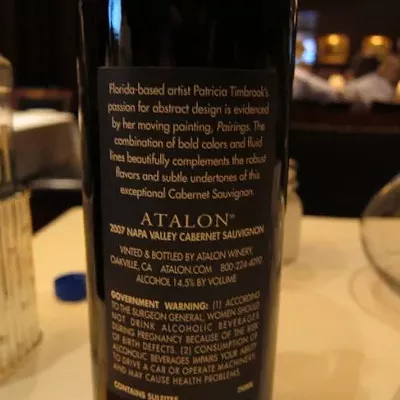 Florida-based artist Patricia Timbrook's
passion for abstract design is evidenced
by her moving painting, Pairings. The
combination of bold colors and fluid
lines beautifully complements the robust
flavors and subtle undertones of this
exceptional Cabernet Sauvignon.
ATALON®
2007 NAPA VALLEY CABERNET SAUVIGNON
VINTED & BOTTLED BY ATALON WINERY,
OAKVILLE, CA ATALON.COM 800-224-4090
ALCOHOL 14.5% BY VOLUME
GOVERNMENT WARNING: (1) ACCORDING
TO THE SURGEON GENERAL, WOMEN SHOULD
NOT DRINK ALCOHOLIC BEVERAGES
DURING PREGNANCY BECAUSE OF THE RISK
OF BIRTH DEFECTS. (2) CONSUMPTION OF
ALCOHOLIC BEVERAGES IMPAIRS YOUR ABILITY
TO DRIVE A CAR OR OPERATE MACHINERY,
AND MAY CAUSE HEALTH PROBLEMS.
CONTAINS SULFITES